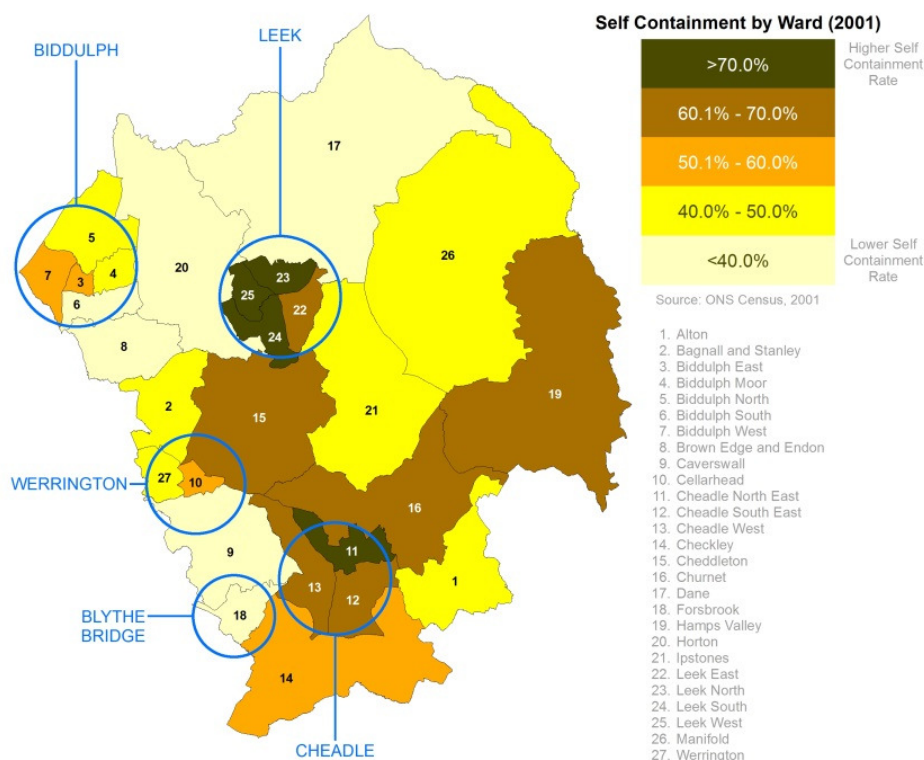 Self Containment by Ward (2001)
>70.0%
60.1% - 70.0%
50.1% - 60.0%
40.0% - 50.0%
<40.0%
Higher Self
Containment
Rate
Lower Self
Containment
Rate
Source: ONS Census, 2001
1. Alton
2. Bagnall and Stanley
3. Biddulph East
4. Biddulph Moor
5. Biddulph North
6. Biddulph South
7. Biddulph West
8. Brown Edge and Endon
9. Caverswall
10. Cellarhead
11. Cheadle North East
12. Cheadle South East
13. Cheadle West
14. Checkley
15. Cheddleton
16. Churnet
17. Dane
18. Forsbrook
19. Hamps Valley
20. Horton
21. Ipstones
22. Leek East
23. Leek North
24. Leek South
25. Leek West
26. Manifold
27. Werrington
BIDDULPH
LEEK
WERRINGTON
BLYTHE
BRIDGE
CHEADLE
17
5
26
7
3
4
20
23
25
6
22
24
8
19
2
15
21
27
10
16
9
11
13
12
1
18
14